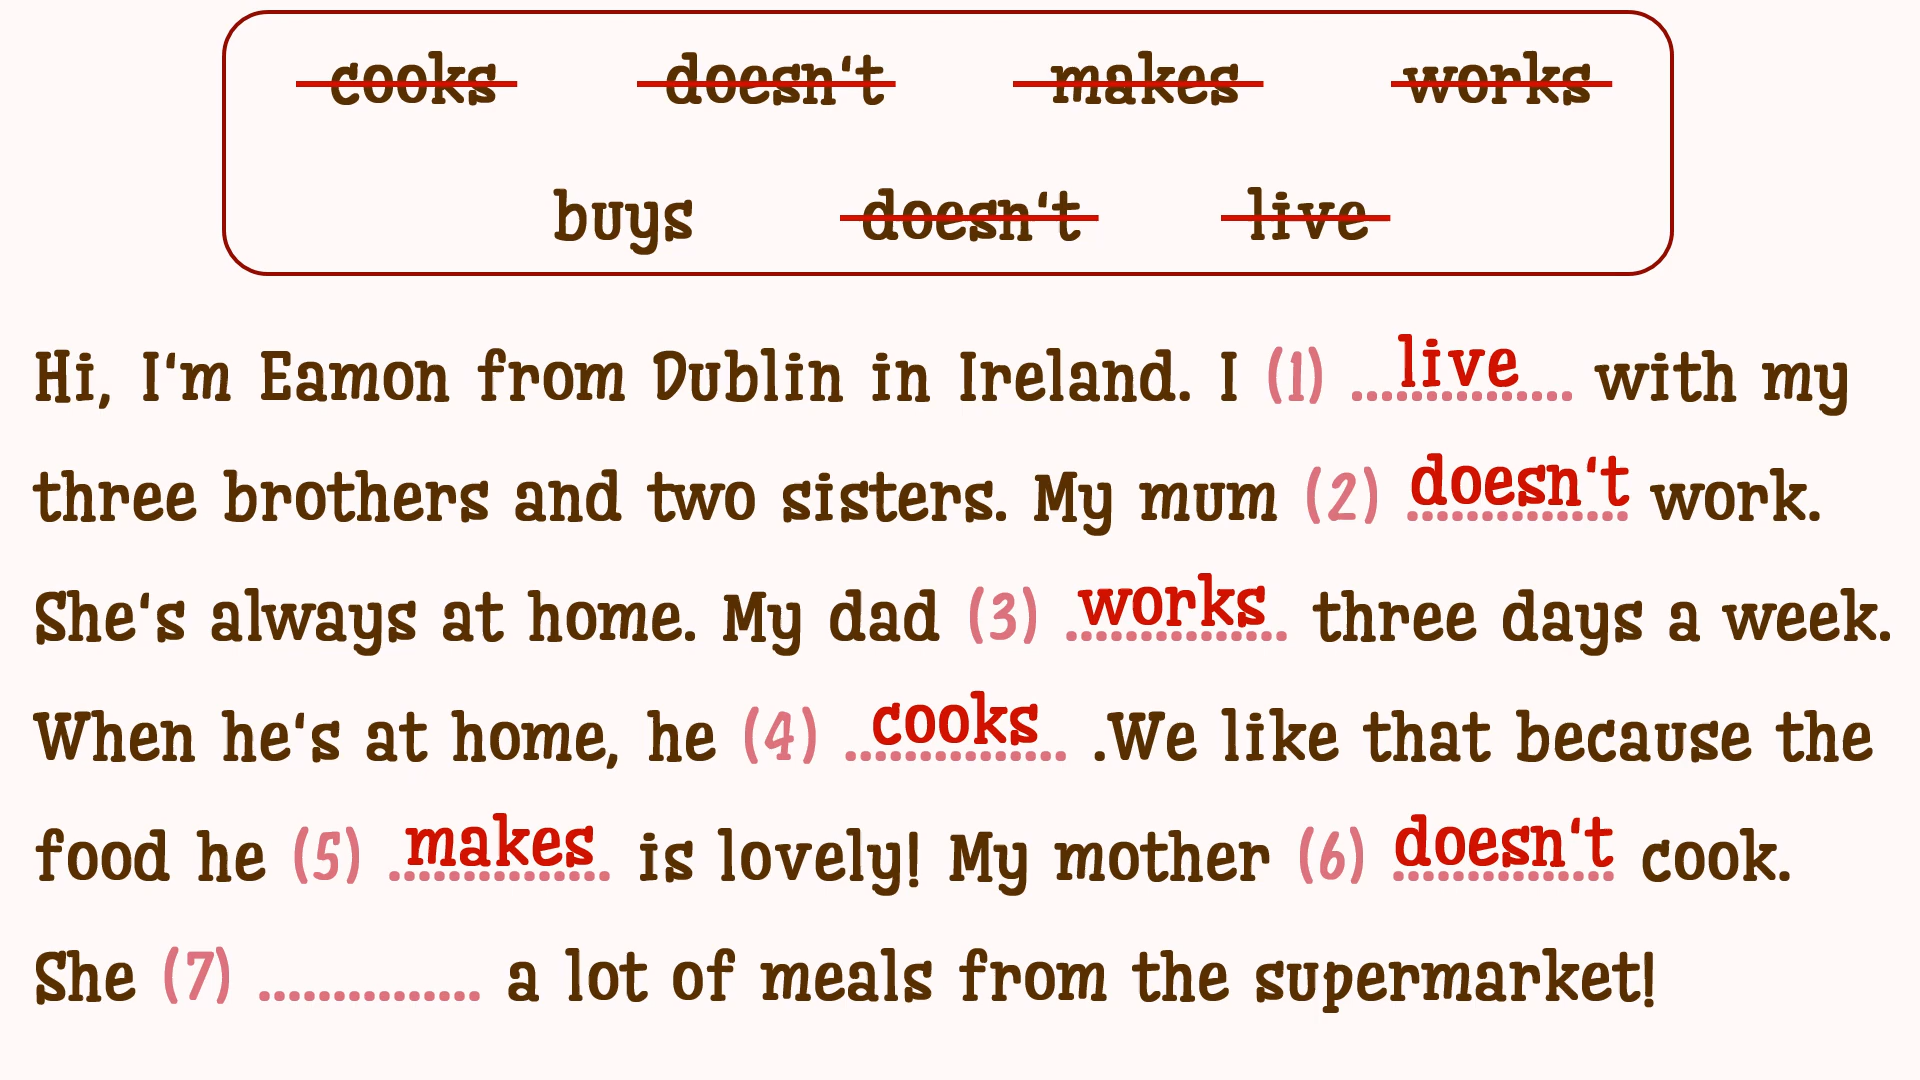 cooks doesn't makes works
buys doesn't live
Hi, I'm Eamon from Dublin in Ireland. I (1) live with my
three brothers and two sisters. My mum (2) doesn't work.
She's always at home. My dad (3) works three days a week.
When he's at home, he (4) cooks .We like that because the
food he (5) makes is lovely! My mother (6) doesn't cook.
She (7) .............. a lot of meals from the supermarket!